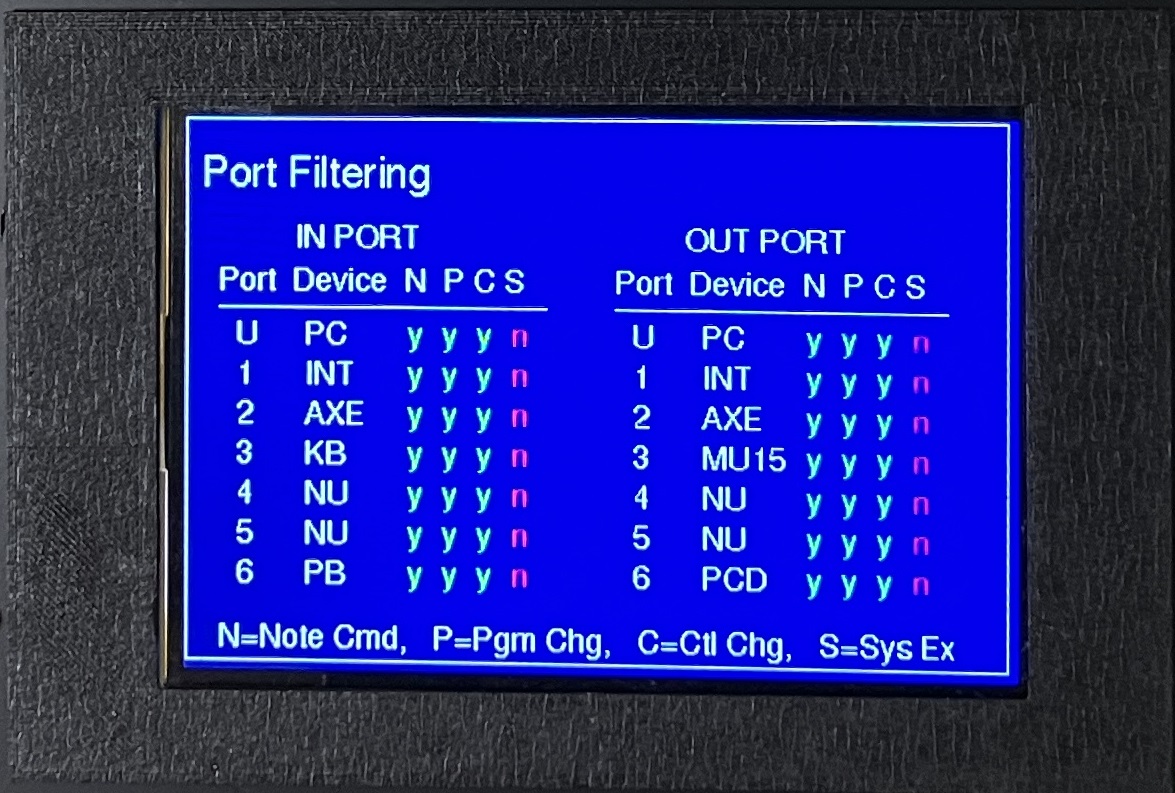 Port Filtering
IN PORT OUT PORT
Port Device N P C S Port Device N P C S
U PC y y y n U PC y y y n
1 INT y y y n 1 INT y y y n
2 AXE y y y n 2 AXE y y y n
3 KB y y y n 3 MU15 y y y n
4 NU y y y n 4 NU y y y n
5 NU y y y n 5 NU y y y n
6 PB y y y n 6 PCD y y y n
N=Note Cmd, P=Pgm Chg, C=Ctl Chg, S=Sys Ex